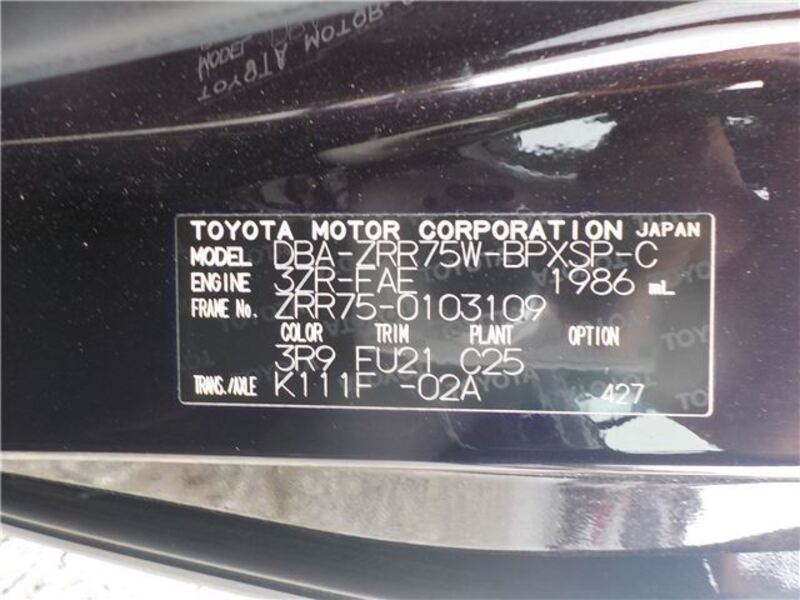 TOYOTA MOTOR CORPORATION JAPAN
MODEL DBA-ZRR75W-BPXSP-C
ENGINE 3ZR-FAE 1986 mL
FRAME No. ZRR75-0103109
COLOR TRIM PLANT OPTION
3R9 FU21 C25
TRANS./AXLE K111F -02A 427